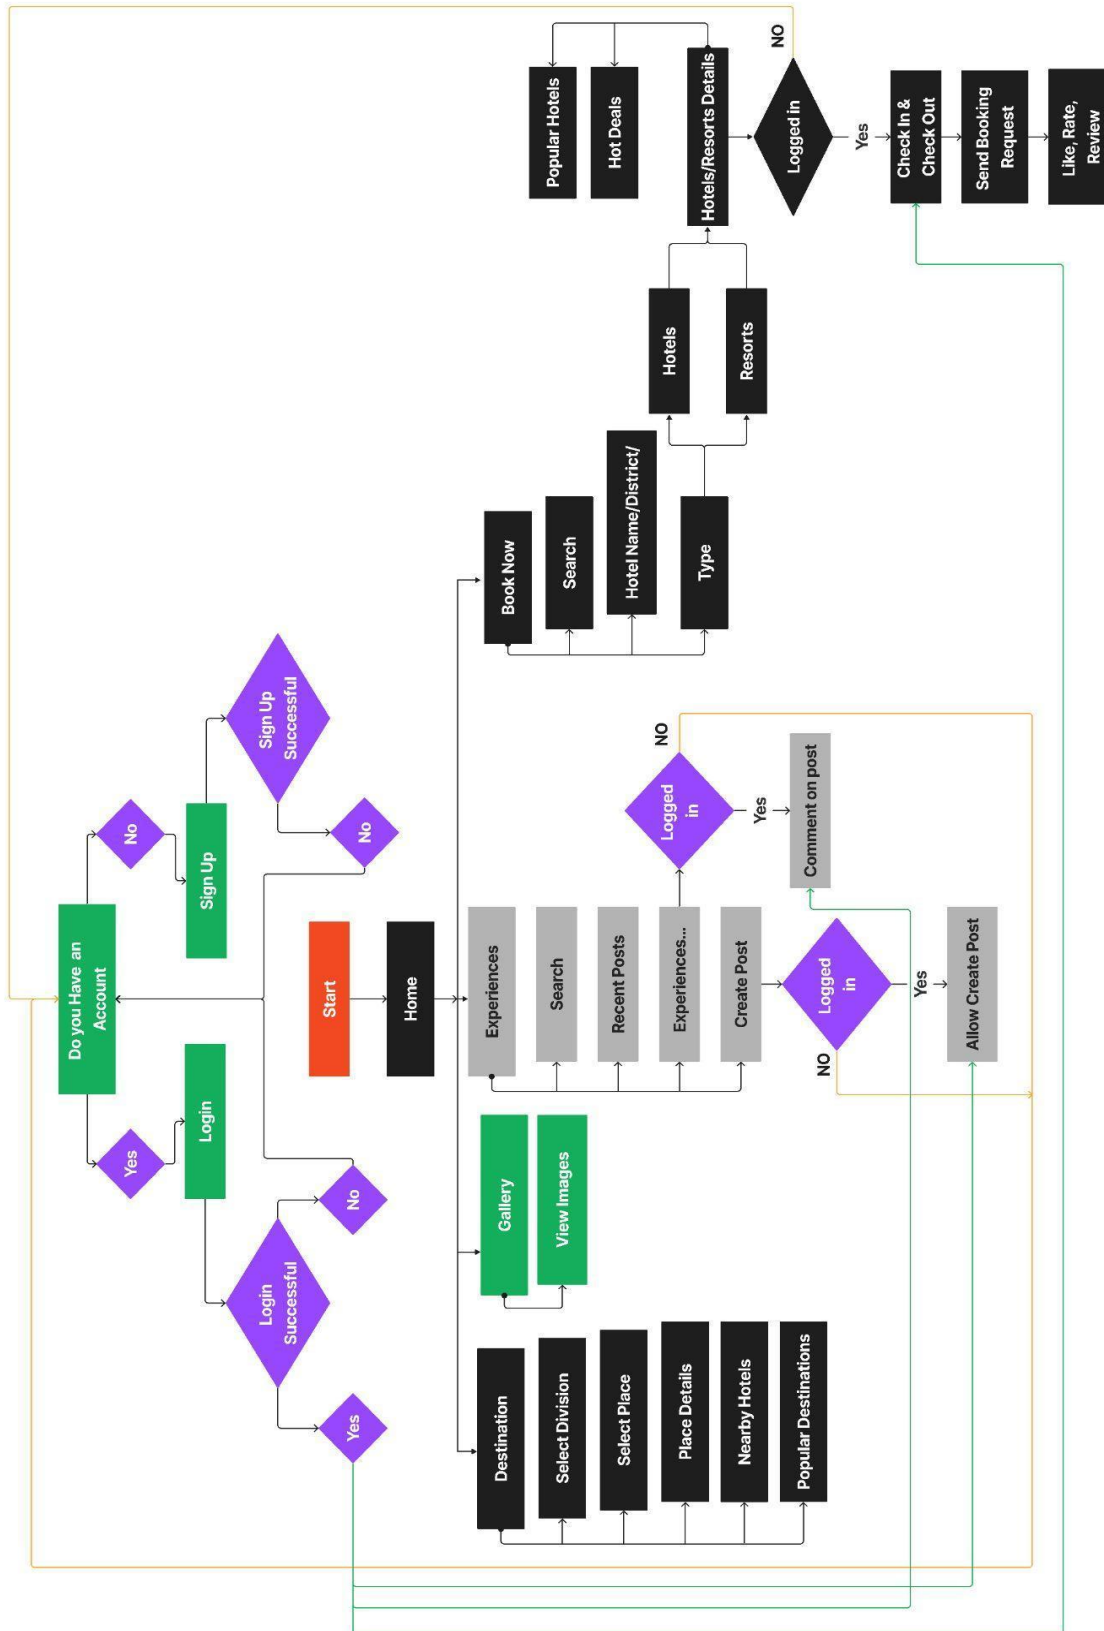 Do you Have an
Account
Yes
No
Login
Sign Up
Login
Successful
Sign Up
Successful
Yes
No
No
Start
Home
Destination
Select Division
Select Place
Place Details
Nearby Hotels
Popular Destinations
Gallery
View Images
Experiences
Search
Recent Posts
Experiences...
Create Post
Logged
in
NO
Yes
Comment on post
Logged
in
NO
Yes
Allow Create Post
Book Now
Search
Hotel Name/District/
Type
Hotels
Resorts
Popular Hotels
Hot Deals
Hotels/Resorts Details
Logged in
NO
Yes
Check In &
Check Out
Send Booking
Request
Like, Rate,
Review